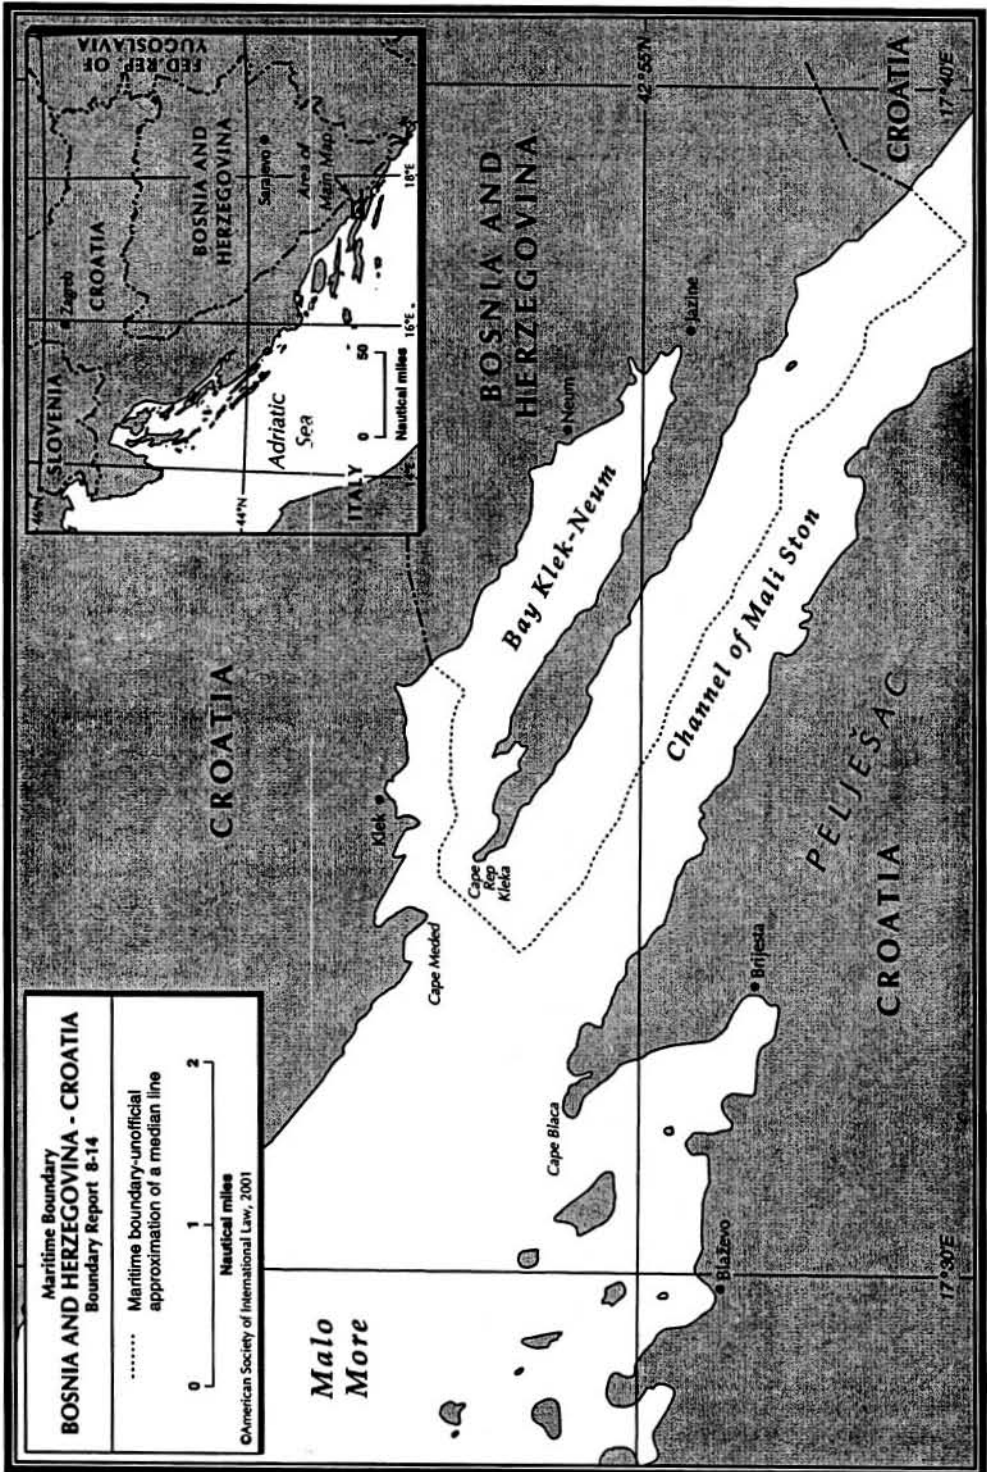 Maritime Boundary
BOSNIA AND HERZEGOVINA - CROATIA
Boundary Report 8-14
Maritime boundary-unofficial
approximation of a median line
0 1 2
Nautical miles
©American Society of International Law, 2001
46°N
SLOVENIA
Zagreb
CROATIA
FED. REP. OF
YUGOSLAVIA
BOSNIA AND
HERZEGOVINA
Sarajevo
44°N
Adriatic
Sea
Area of
Main Map
ITALY
0 50
Nautical miles
14°E
16°E
18°E
CROATIA
BOSNIA AND
HERZEGOVINA
Malo
More
Klek
Cape Meded
Cape
Rep
Kleka
Bay Klek-Neum
Neum
Jazine
42°55'N
Cape Blaca
Channel of Mali Ston
Brijesta
Blaževo
PELJEŠAC
CROATIA
CROATIA
17°30'E
17°40'E